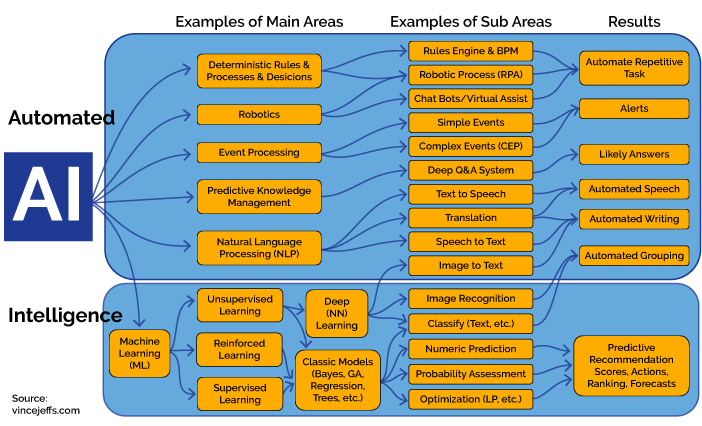 Examples of Main Areas
Examples of Sub Areas
Results
Automated
AI
Intelligence
Deterministic Rules &
Processes & Desicions
Robotics
Event Processing
Predictive Knowledge
Management
Natural Language
Processing (NLP)
Rules Engine & BPM
Robotic Process (RPA)
Chat Bots/Virtual Assist
Simple Events
Complex Events (CEP)
Deep Q&A System
Text to Speech
Translation
Speech to Text
Image to Text
Automate Repetitive
Task
Alerts
Likely Answers
Automated Speech
Automated Writing
Automated Grouping
Machine
Learning
(ML)
Unsupervised
Learning
Reinforced
Learning
Supervised
Learning
Deep
(NN)
Learning
Classic Models
(Bayes, GA,
Regression,
Trees, etc.)
Image Recognition
Classify (Text, etc.)
Numeric Prediction
Probability Assessment
Optimization (LP, etc.)
Predictive
Recommendation
Scores, Actions,
Ranking, Forecasts
Source:
vincejeffs.com